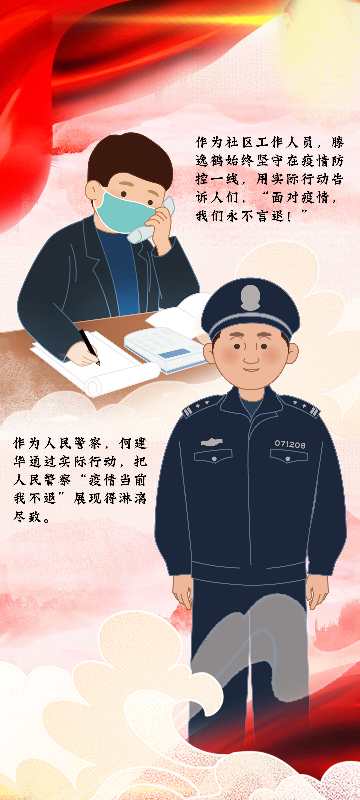 作为社区工作人员，滕
逸鹤始终坚守在疫情防
控一线，用实际行动告
诉人们，“面对疫情，
我们永不言退！”
071208
作为人民警察，何建
华通过实际行动，把
人民警察“疫情当前
我不退”展现得淋漓
尽致。